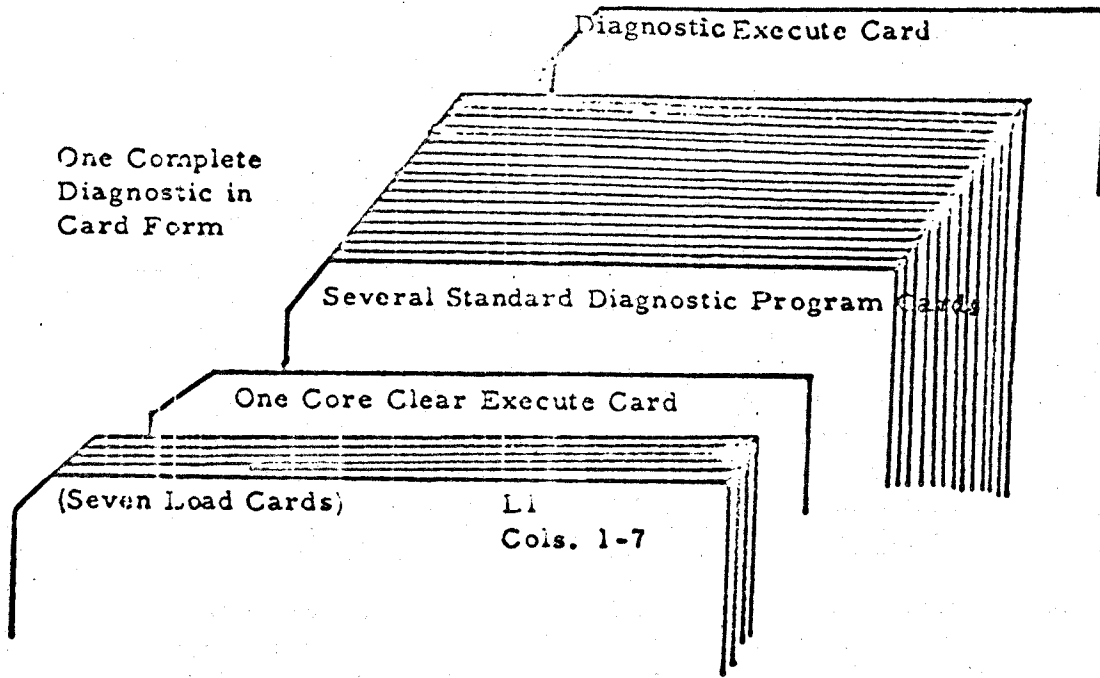 Diagnostic Execute Card
One Complete
Diagnostic in
Card Form
Several Standard Diagnostic Program Cards
One Core Clear Execute Card
(Seven Load Cards)
L1
Cols. 1-7